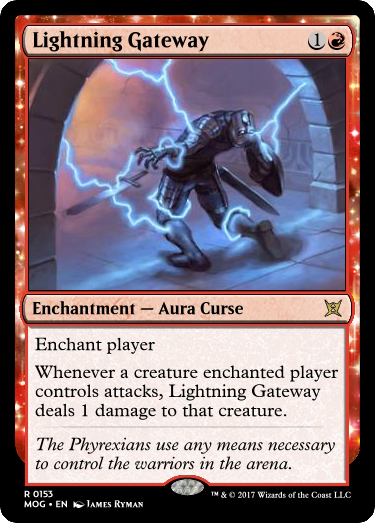 Lightning Gateway 1
Enchantment — Aura Curse
Enchant player
Whenever a creature enchanted player
controls attacks, Lightning Gateway
deals 1 damage to that creature.
The Phyrexians use any means necessary
to control the warriors in the arena.
R 0153
MOG • EN James Ryman
™ & © 2017 Wizards of the Coast LLC